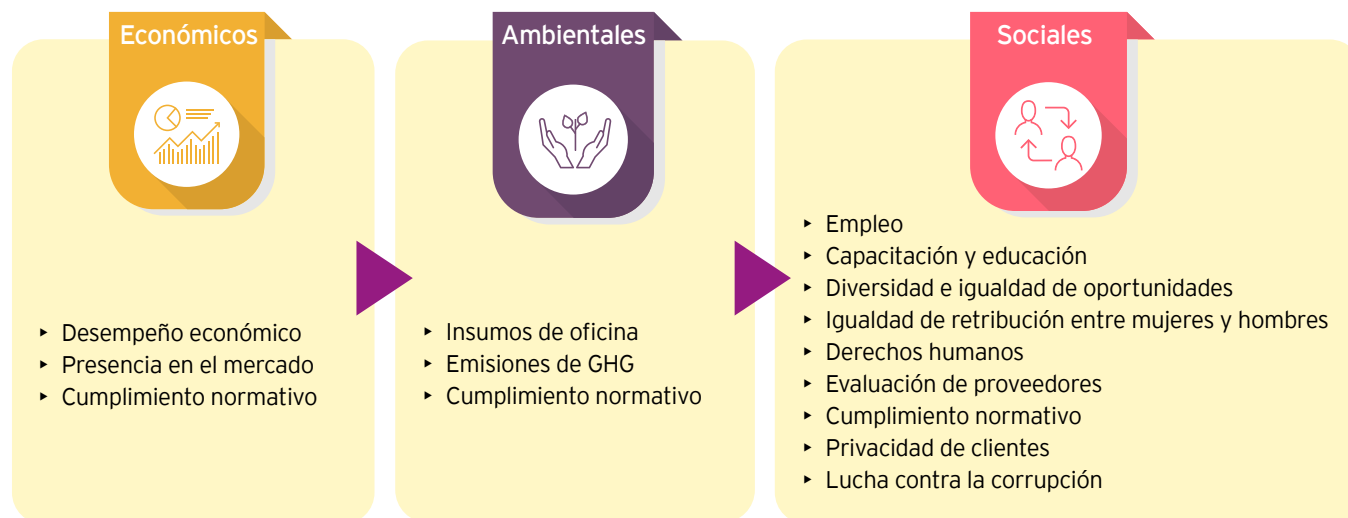 Económicos
▸ Desempeño económico
▸ Presencia en el mercado
▸ Cumplimiento normativo
Ambientales
▸ Insumos de oficina
▸ Emisiones de GHG
▸ Cumplimiento normativo
Sociales
▸ Empleo
▸ Capacitación y educación
▸ Diversidad e igualdad de oportunidades
▸ Igualdad de retribución entre mujeres y hombres
▸ Derechos humanos
▸ Evaluación de proveedores
▸ Cumplimiento normativo
▸ Privacidad de clientes
▸ Lucha contra la corrupción